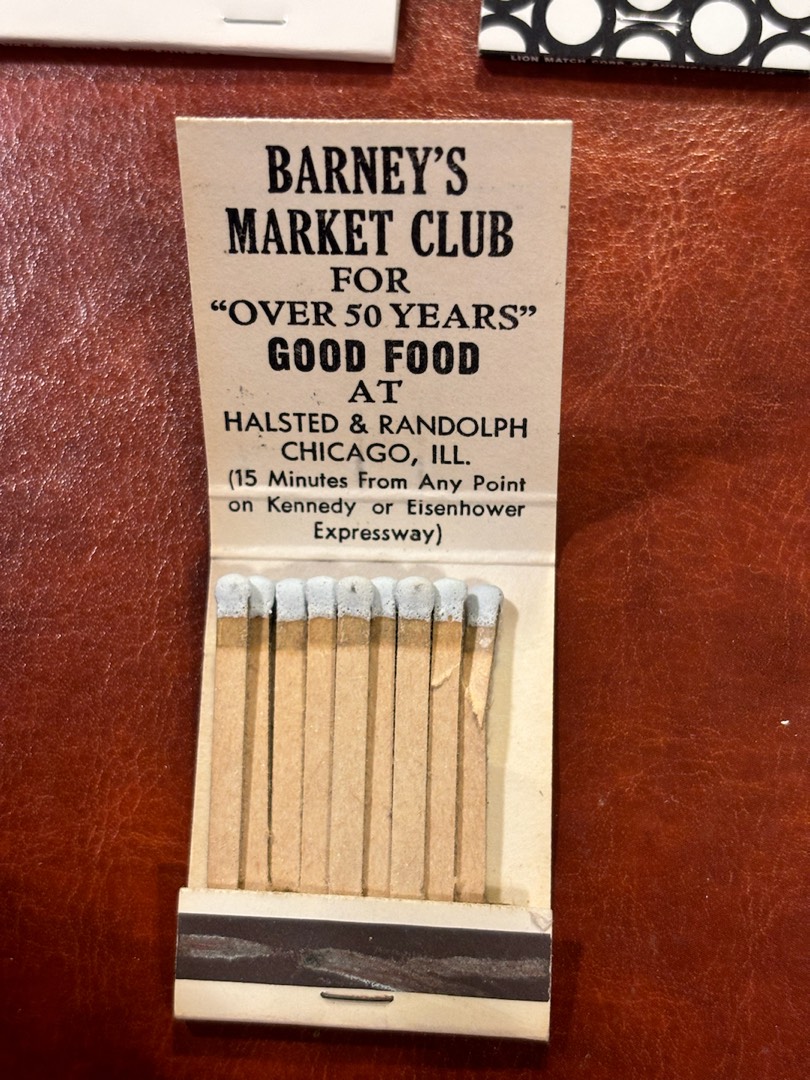 LION MATCH CORP. OF AMERICA, CHICAGO
BARNEY'S
MARKET CLUB
FOR
“OVER 50 YEARS”
GOOD FOOD
AT
HALSTED & RANDOLPH
CHICAGO, ILL.
(15 Minutes From Any Point
on Kennedy or Eisenhower
Expressway)